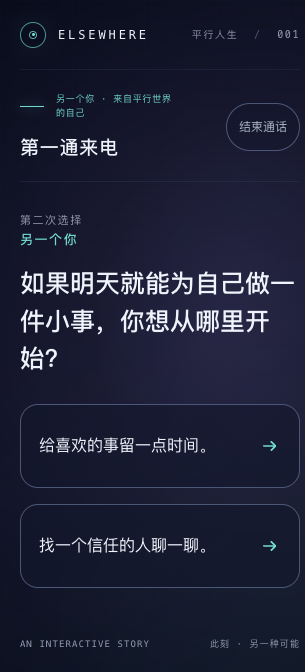 ELSEWHERE
平行人生 / 001
另一个你 · 来自平行世界
的自己
第一通来电
结束通话
第二次选择
另一个你
如果明天就能为自己做一
件小事，你想从哪里开
始？
给喜欢的事留一点时间。 →
找一个信任的人聊一聊。 →
AN INTERACTIVE STORY
此刻 · 另一种可能